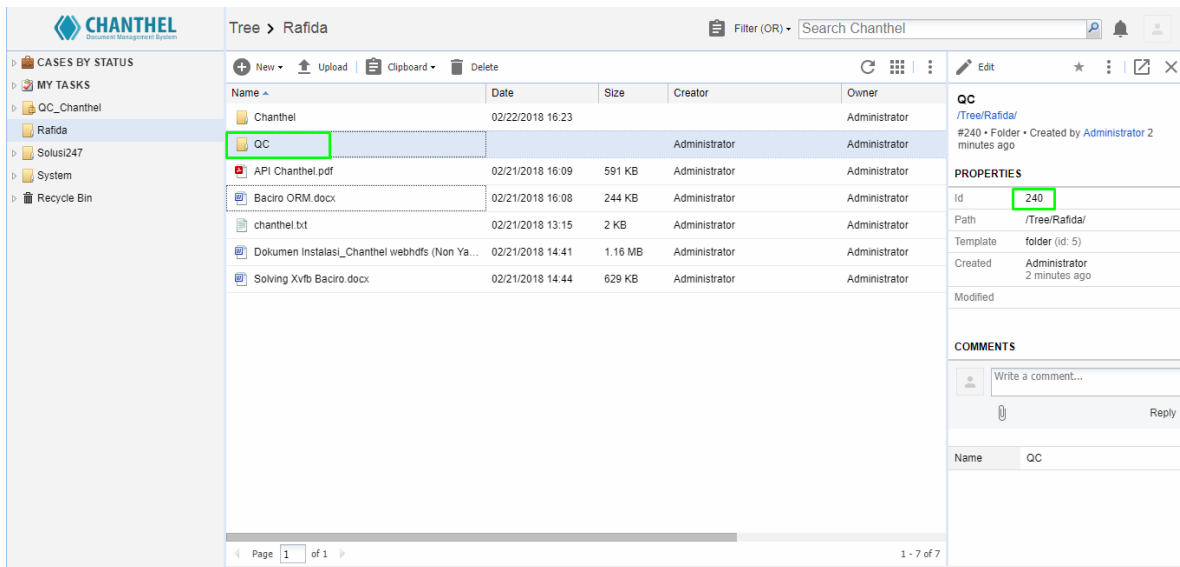 CHANTHEL
Document Management System
Tree > Rafida
Filter (OR)
Search Chanthel
CASES BY STATUS
MY TASKS
QC_Chanthel
Rafida
Solusi247
System
Recycle Bin
New Upload Clipboard Delete
Name Date Size Creator Owner
Chanthel 02/22/2018 16:23 Administrator
QC Administrator Administrator
API Chanthel.pdf 02/21/2018 16:09 591 KB Administrator Administrator
Baciro ORM.docx 02/21/2018 16:08 244 KB Administrator Administrator
chanthel.txt 02/21/2018 13:15 2 KB Administrator Administrator
Dokumen Instalasi_Chanthel webhdfs (Non Ya... 02/21/2018 14:41 1.16 MB Administrator Administrator
Solving Xvfb Baciro.docx 02/21/2018 14:44 629 KB Administrator Administrator
Page 1 of 1
1 - 7 of 7
Edit
QC
/Tree/Rafida/
#240 • Folder • Created by Administrator 2
minutes ago
PROPERTIES
Id 240
Path /Tree/Rafida/
Template folder (id: 5)
Created Administrator
2 minutes ago
Modified
COMMENTS
Write a comment...
Reply
Name QC